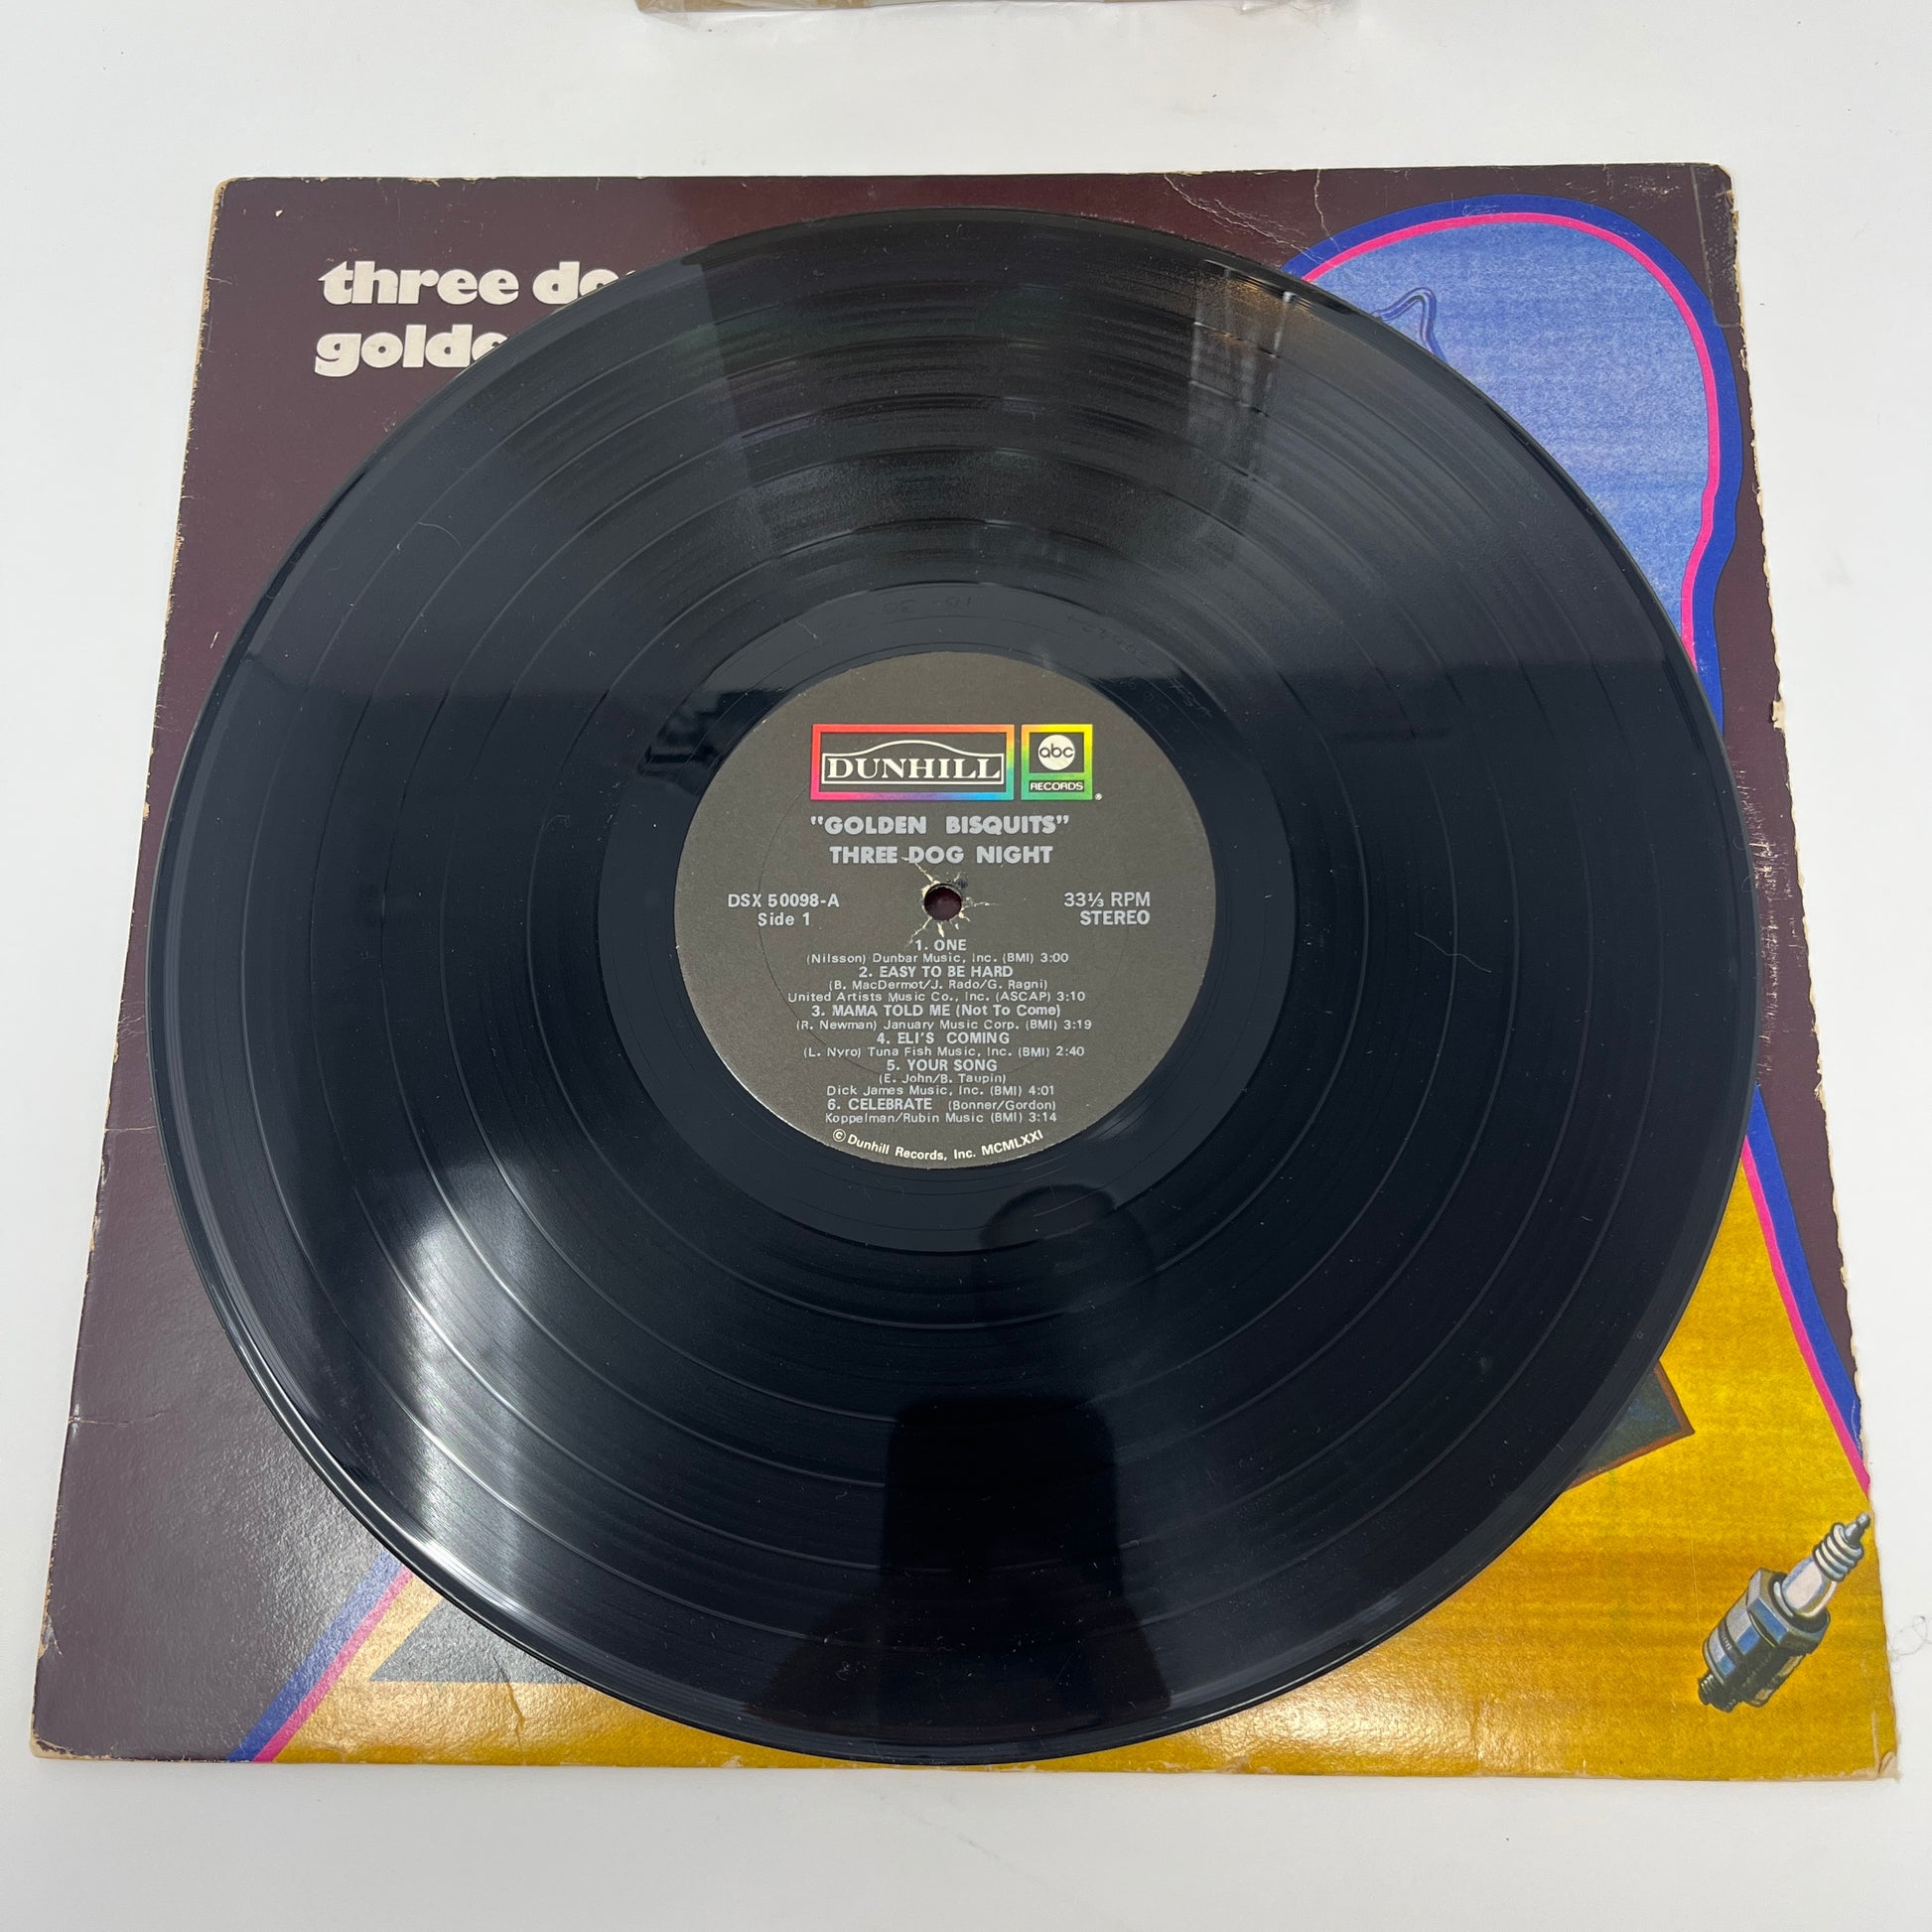 three do
golde
DUNHILL
abc
RECORDS
®
"GOLDEN BISQUITS"
THREE DOG NIGHT
DSX 50098-A
Side 1
33⅓ RPM
STEREO
1. ONE
(Nilsson) Dunbar Music, Inc. (BMI) 3:00
2. EASY TO BE HARD
(B. MacDermot/J. Rado/G. Ragni)
United Artists Music Co., Inc. (ASCAP) 3:10
3. MAMA TOLD ME (Not To Come)
(R. Newman) January Music Corp. (BMI) 3:19
4. ELI'S COMING
(L. Nyro) Tuna Fish Music, Inc. (BMI) 2:40
5. YOUR SONG
(E. John/B. Taupin)
Dick James Music, Inc. (BMI) 4:01
6. CELEBRATE (Bonner/Gordon)
Koppelman/Rubin Music (BMI) 3:14
© Dunhill Records, Inc. MCMLXXI